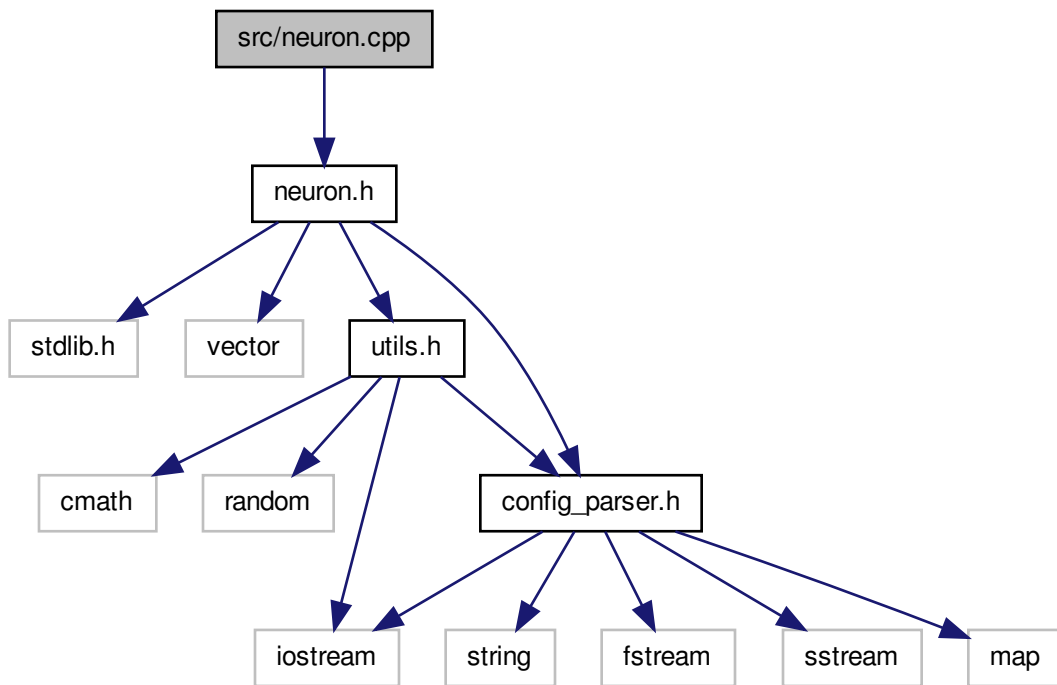 src/neuron.cpp
neuron.h
stdlib.h
vector
utils.h
cmath
random
config_parser.h
iostream
string
fstream
sstream
map